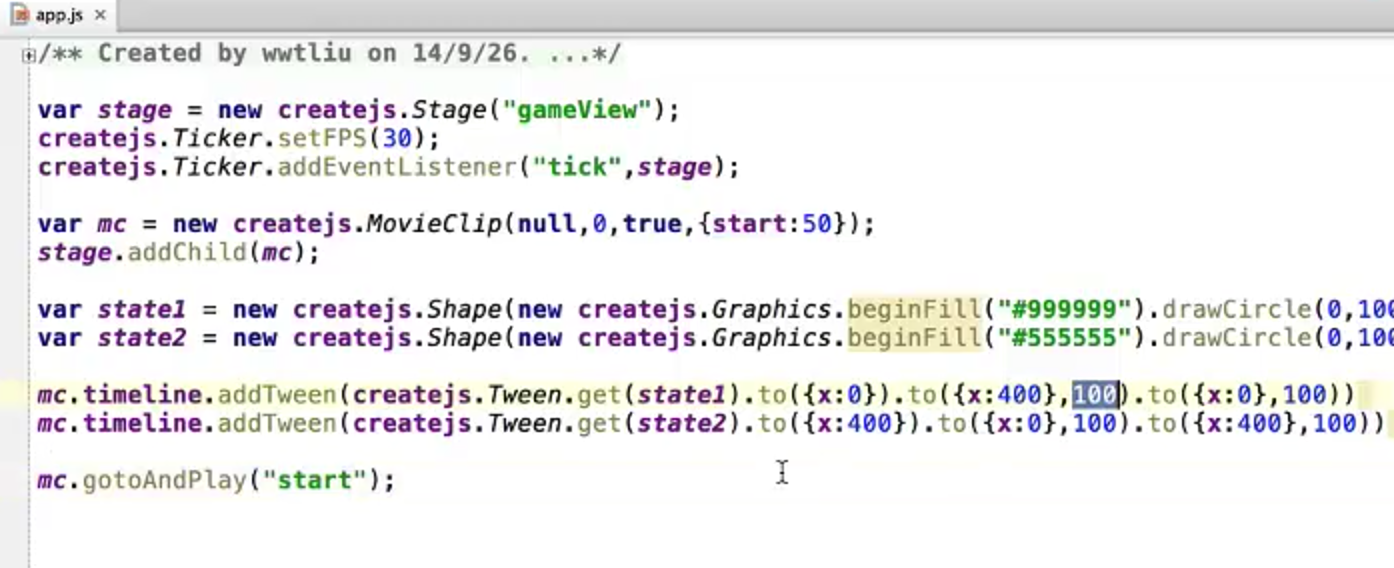 app.js
/** Created by wwtliu on 14/9/26. ...*/
var stage = new createjs.Stage("gameView");
createjs.Ticker.setFPS(30);
createjs.Ticker.addEventListener("tick",stage);
var mc = new createjs.MovieClip(null,0,true,{start:50});
stage.addChild(mc);
var state1 = new createjs.Shape(new createjs.Graphics.beginFill("#999999").drawCircle(0,100
var state2 = new createjs.Shape(new createjs.Graphics.beginFill("#555555").drawCircle(0,100
mc.timeline.addTween(createjs.Tween.get(state1).to({x:0}).to({x:400},100).to({x:0},100))
mc.timeline.addTween(createjs.Tween.get(state2).to({x:400}).to({x:0},100).to({x:400},100))
mc.gotoAndPlay("start");